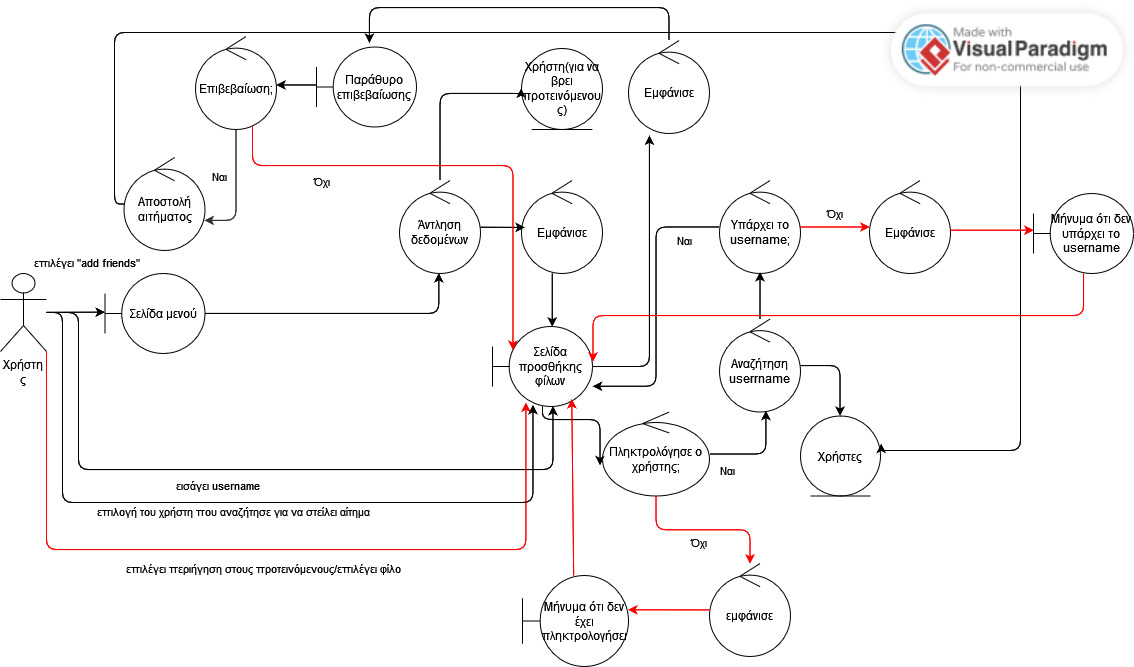 Made with
Visual Paradigm
For non-commercial use
Επιβεβαίωση;
Παράθυρο
επιβεβαίωσης
Χρήστη(για να
βρει
προτεινόμενου
ς)
Εμφάνισε
Ναι
Όχι
Αποστολή
αιτήματος
Άντληση
δεδομένων
Εμφάνισε
Ναι
Υπάρχει το
username;
Όχι
Εμφάνισε
Μήνυμα ότι δεν
υπάρχει το
username
επιλέγει "add friends"
Σελίδα μενού
Χρήστη
ς
Σελίδα
προσθήκης
φίλων
Αναζήτηση
userrname
Πληκτρολόγησε ο
χρήστης;
Ναι
Χρήστες
εισάγει username
επιλογή του χρήστη που αναζήτησε για να στείλει αίτημα
Όχι
επιλέγει περιήγηση στους προτεινόμενους/επιλέγει φίλο
Μήνυμα ότι δεν
έχει
πληκτρολογήσει
εμφάνισε